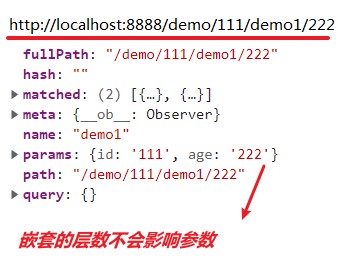 http://localhost:8888/demo/111/demo1/222
fullPath: "/demo/111/demo1/222"
hash: ""
▶ matched: (2) [{…}, {…}]
▶ meta: {__ob__: Observer}
name: "demo1"
▶ params: {id: '111', age: '222'}
path: "/demo/111/demo1/222"
▶ query: {}
嵌套的层数不会影响参数